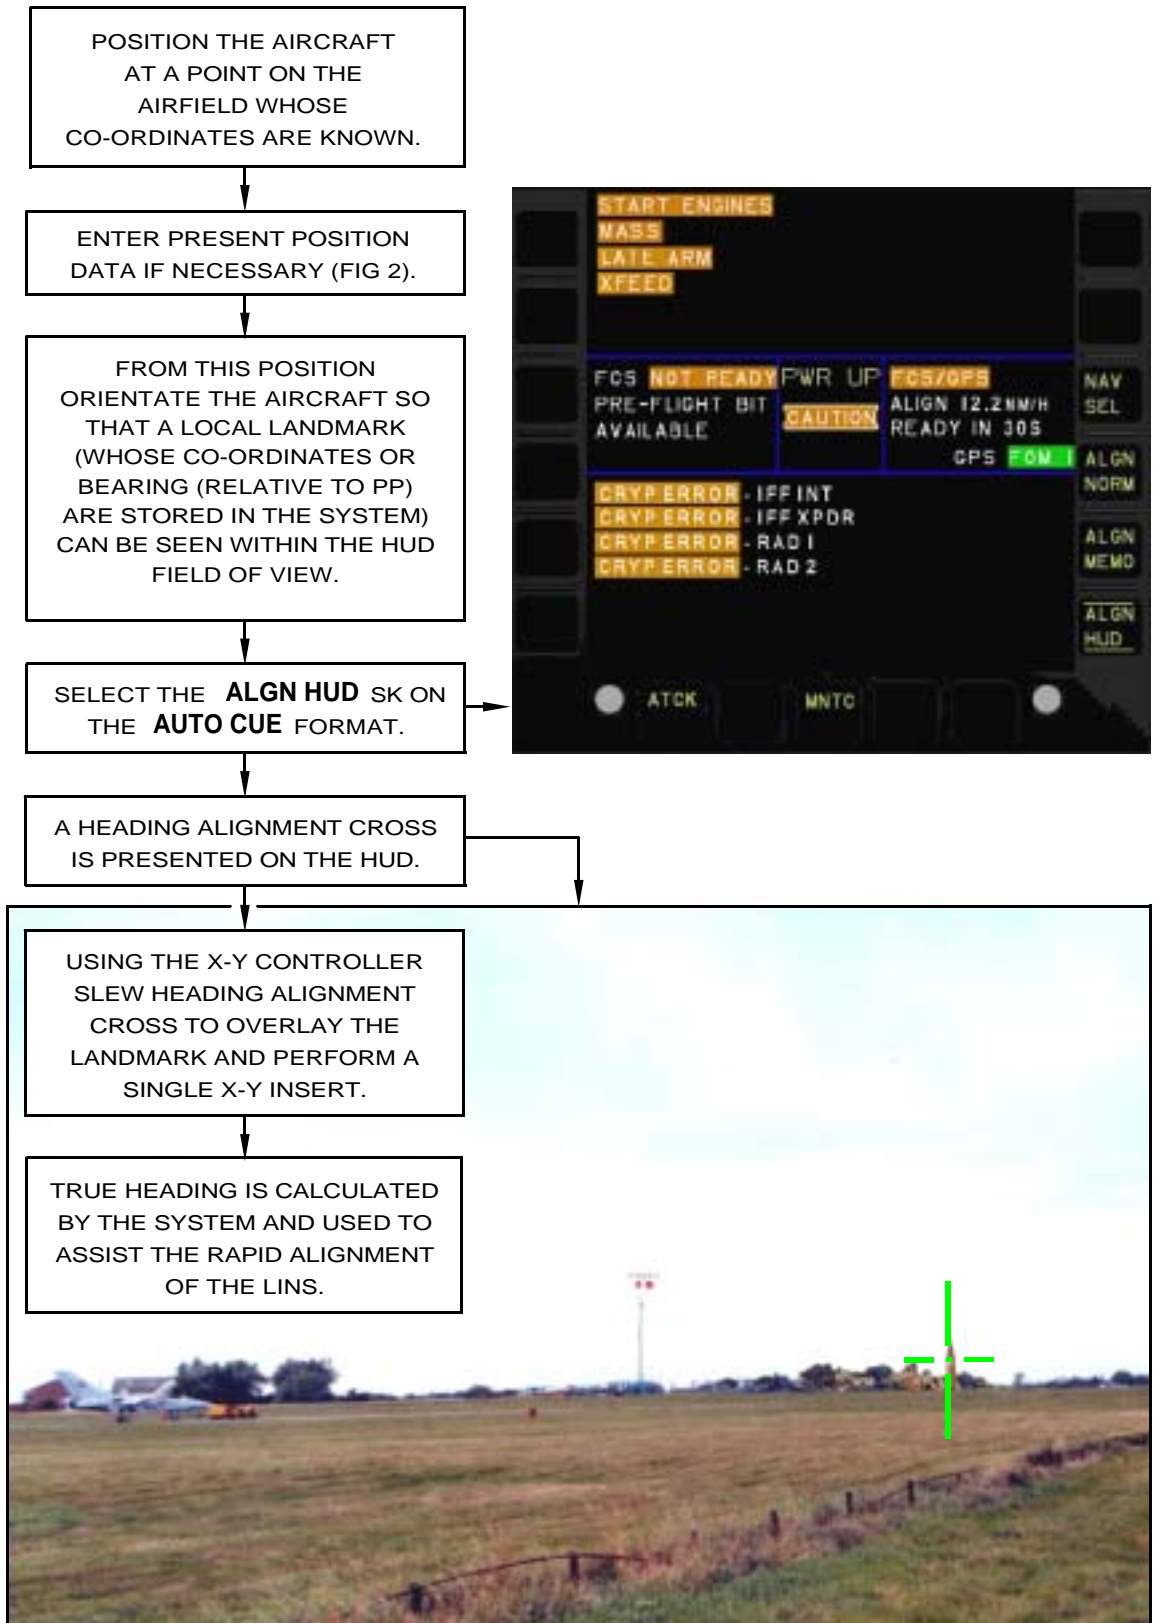 POSITION THE AIRCRAFT
AT A POINT ON THE
AIRFIELD WHOSE
CO-ORDINATES ARE KNOWN.
ENTER PRESENT POSITION
DATA IF NECESSARY (FIG 2).
FROM THIS POSITION
ORIENTATE THE AIRCRAFT SO
THAT A LOCAL LANDMARK
(WHOSE CO-ORDINATES OR
BEARING (RELATIVE TO PP)
ARE STORED IN THE SYSTEM)
CAN BE SEEN WITHIN THE HUD
FIELD OF VIEW.
SELECT THE ALGN HUD SK ON
THE AUTO CUE FORMAT.
START ENGINES
MASS
LATE ARM
XFEED
FCS NOT READY
PRE-FLIGHT BIT
AVAILABLE
PWR UP
CAUTION
FCS/GPS
ALIGN 12.2NM/H
READY IN 30S
GPS FOM 1
NAV
SEL
ALGN
NORM
ALGN
MEMO
ALGN
HUD
CRYP ERROR - IFF INT
CRYP ERROR - IFF XPDR
CRYP ERROR - RAD 1
CRYP ERROR - RAD 2
ATCK
MNTC
A HEADING ALIGNMENT CROSS
IS PRESENTED ON THE HUD.
USING THE X-Y CONTROLLER
SLEW HEADING ALIGNMENT
CROSS TO OVERLAY THE
LANDMARK AND PERFORM A
SINGLE X-Y INSERT.
TRUE HEADING IS CALCULATED
BY THE SYSTEM AND USED TO
ASSIST THE RAPID ALIGNMENT
OF THE LINS.